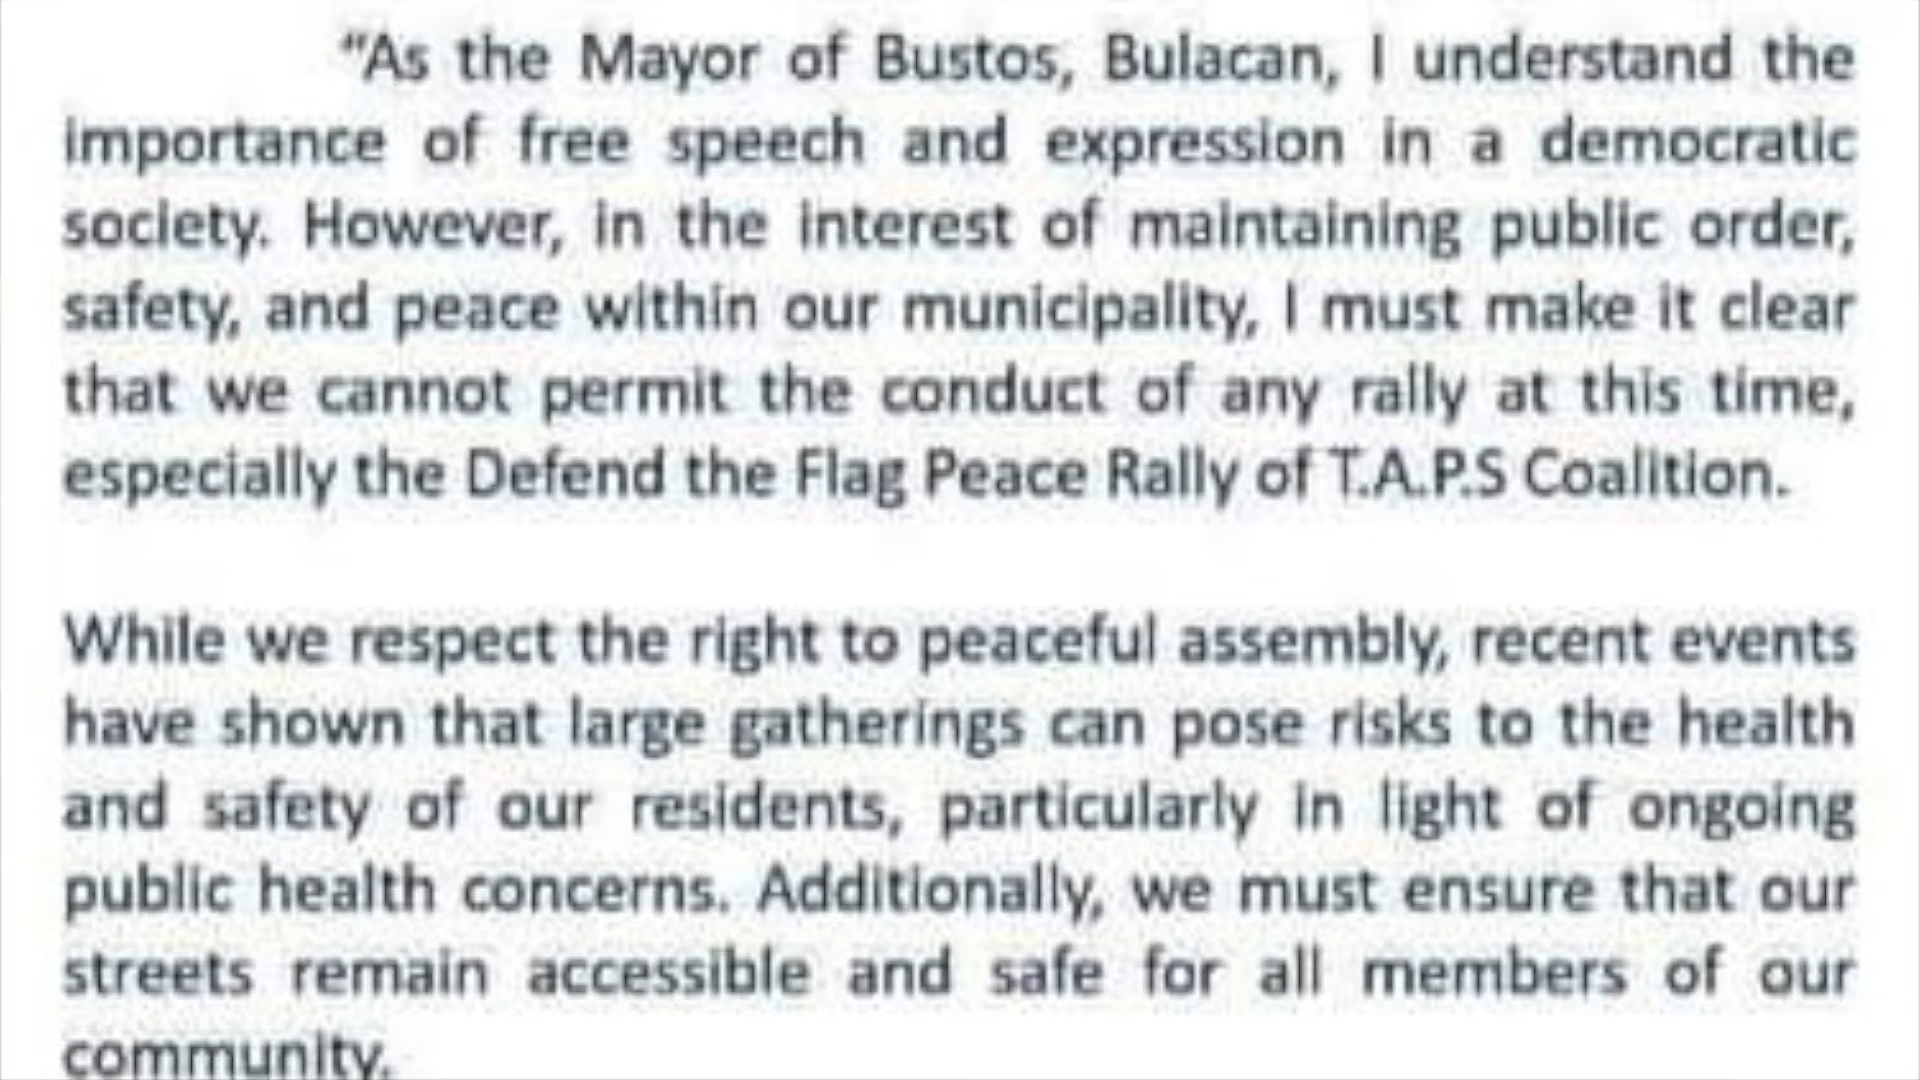 “As the Mayor of Bustos, Bulacan, I understand the
importance of free speech and expression in a democratic
society. However, in the interest of maintaining public order,
safety, and peace within our municipality, I must make it clear
that we cannot permit the conduct of any rally at this time,
especially the Defend the Flag Peace Rally of T.A.P.S Coalition.
While we respect the right to peaceful assembly, recent events
have shown that large gatherings can pose risks to the health
and safety of our residents, particularly in light of ongoing
public health concerns. Additionally, we must ensure that our
streets remain accessible and safe for all members of our
community.